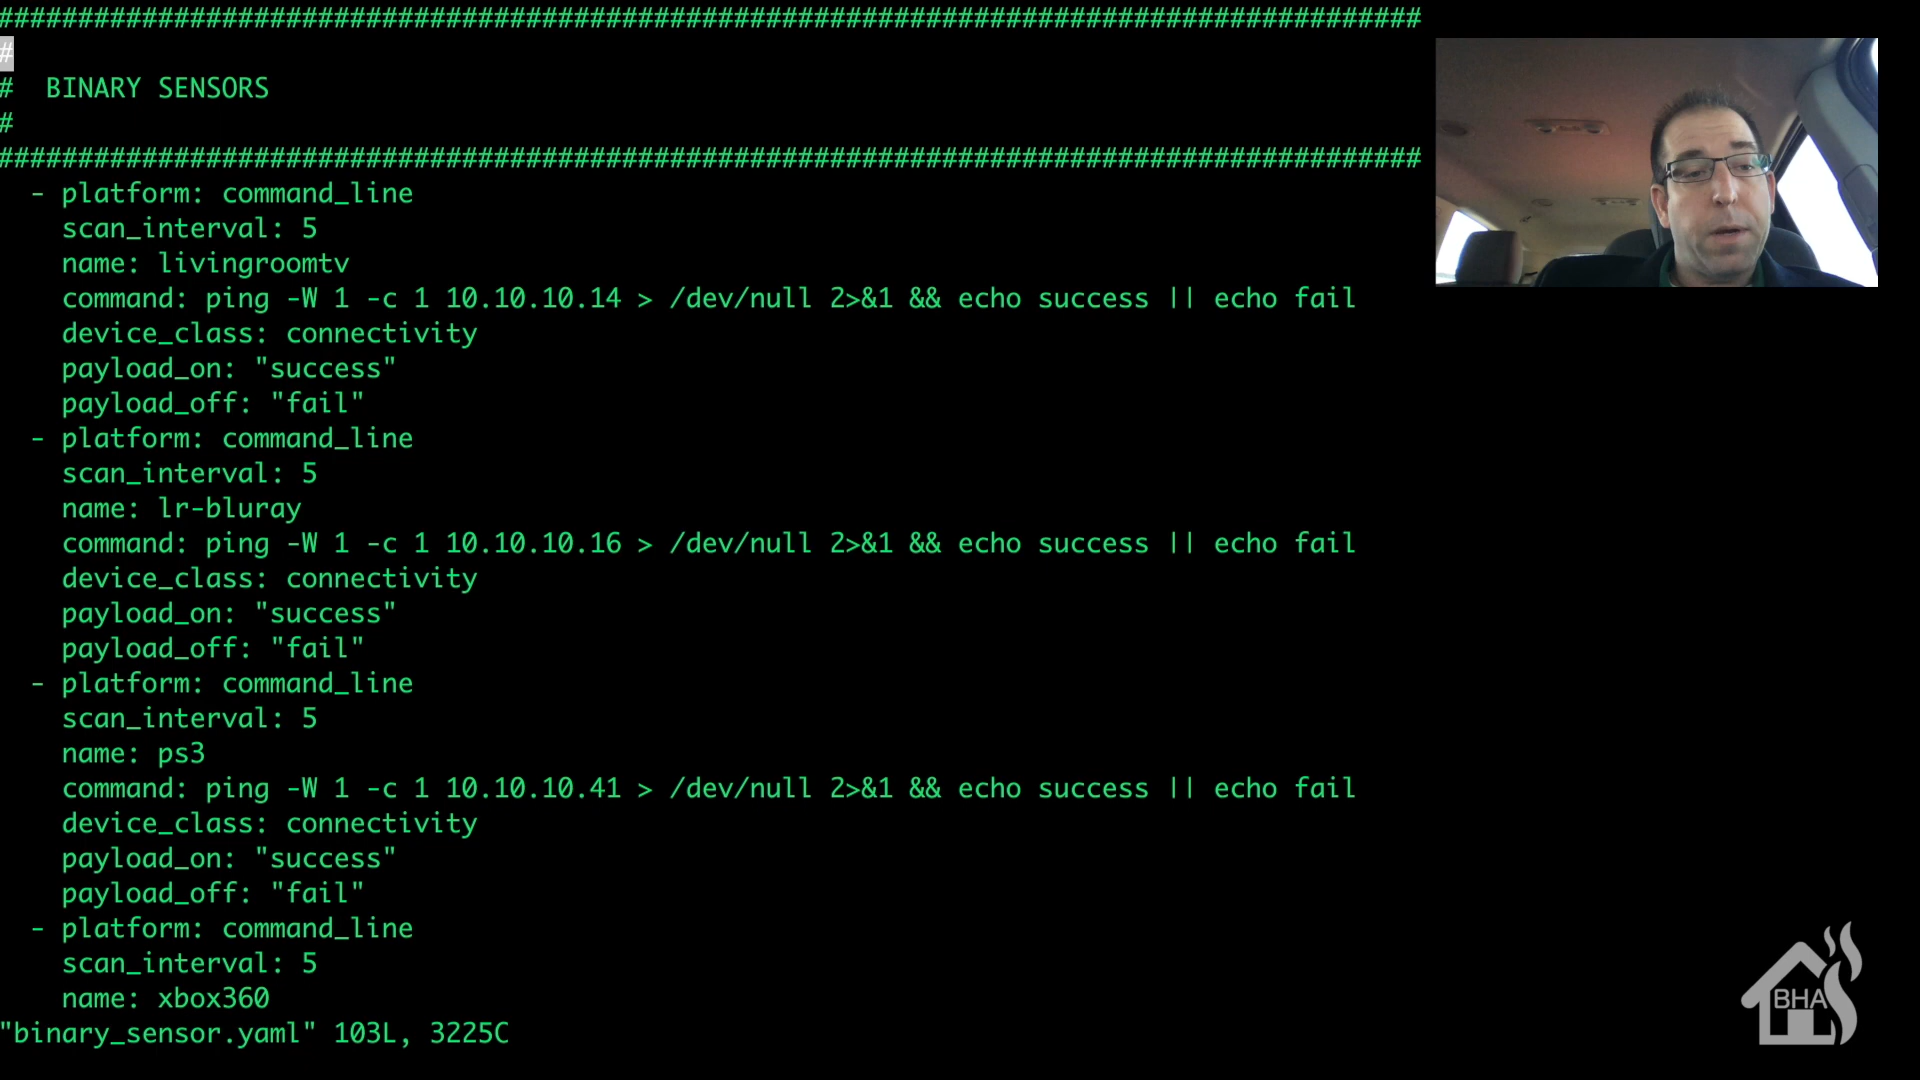 #########################################################################################
#
#  BINARY SENSORS
#
#########################################################################################
  - platform: command_line
    scan_interval: 5
    name: livingroomtv
    command: ping -W 1 -c 1 10.10.10.14 > /dev/null 2>&1 && echo success || echo fail
    device_class: connectivity
    payload_on: "success"
    payload_off: "fail"
  - platform: command_line
    scan_interval: 5
    name: lr-bluray
    command: ping -W 1 -c 1 10.10.10.16 > /dev/null 2>&1 && echo success || echo fail
    device_class: connectivity
    payload_on: "success"
    payload_off: "fail"
  - platform: command_line
    scan_interval: 5
    name: ps3
    command: ping -W 1 -c 1 10.10.10.41 > /dev/null 2>&1 && echo success || echo fail
    device_class: connectivity
    payload_on: "success"
    payload_off: "fail"
  - platform: command_line
    scan_interval: 5
    name: xbox360
"binary_sensor.yaml" 103L, 3225C
BHA